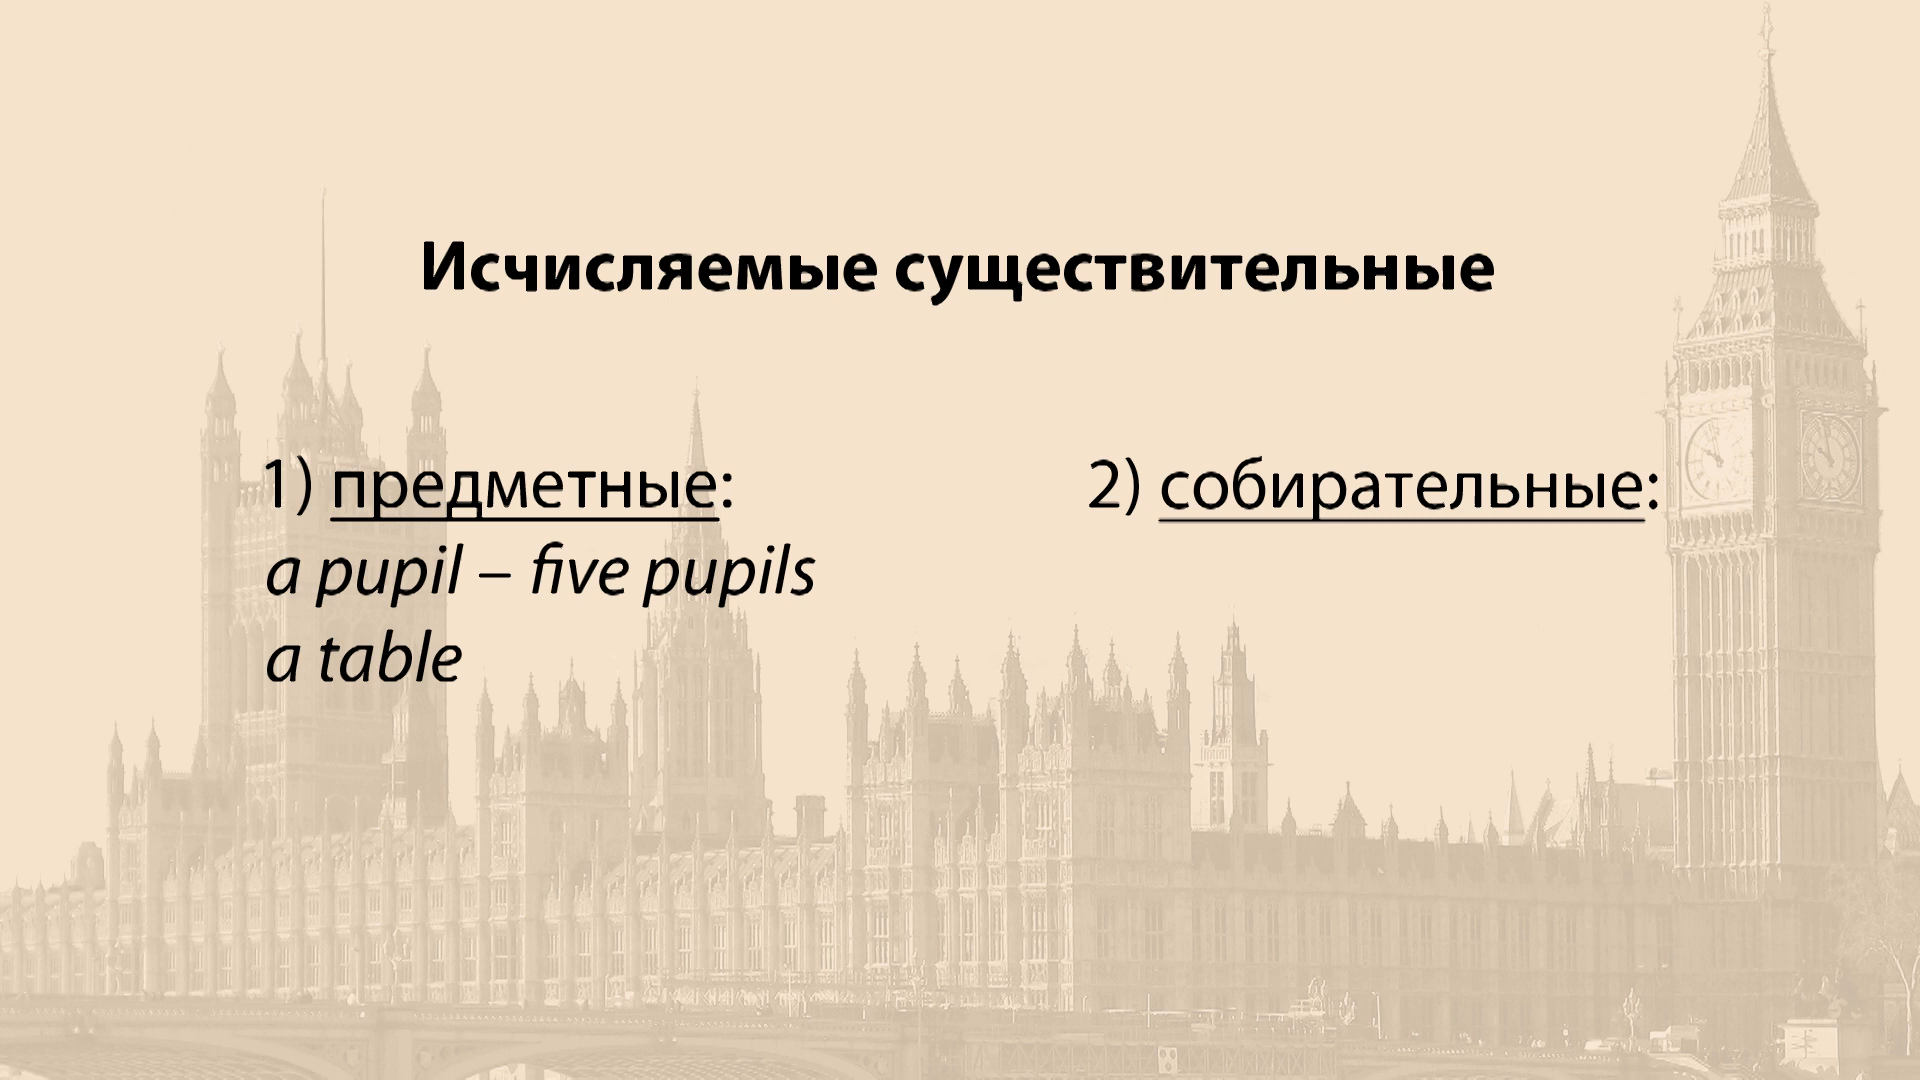 Исчисляемые существительные
1) предметные:
a pupil – five pupils
a table
2) собирательные: